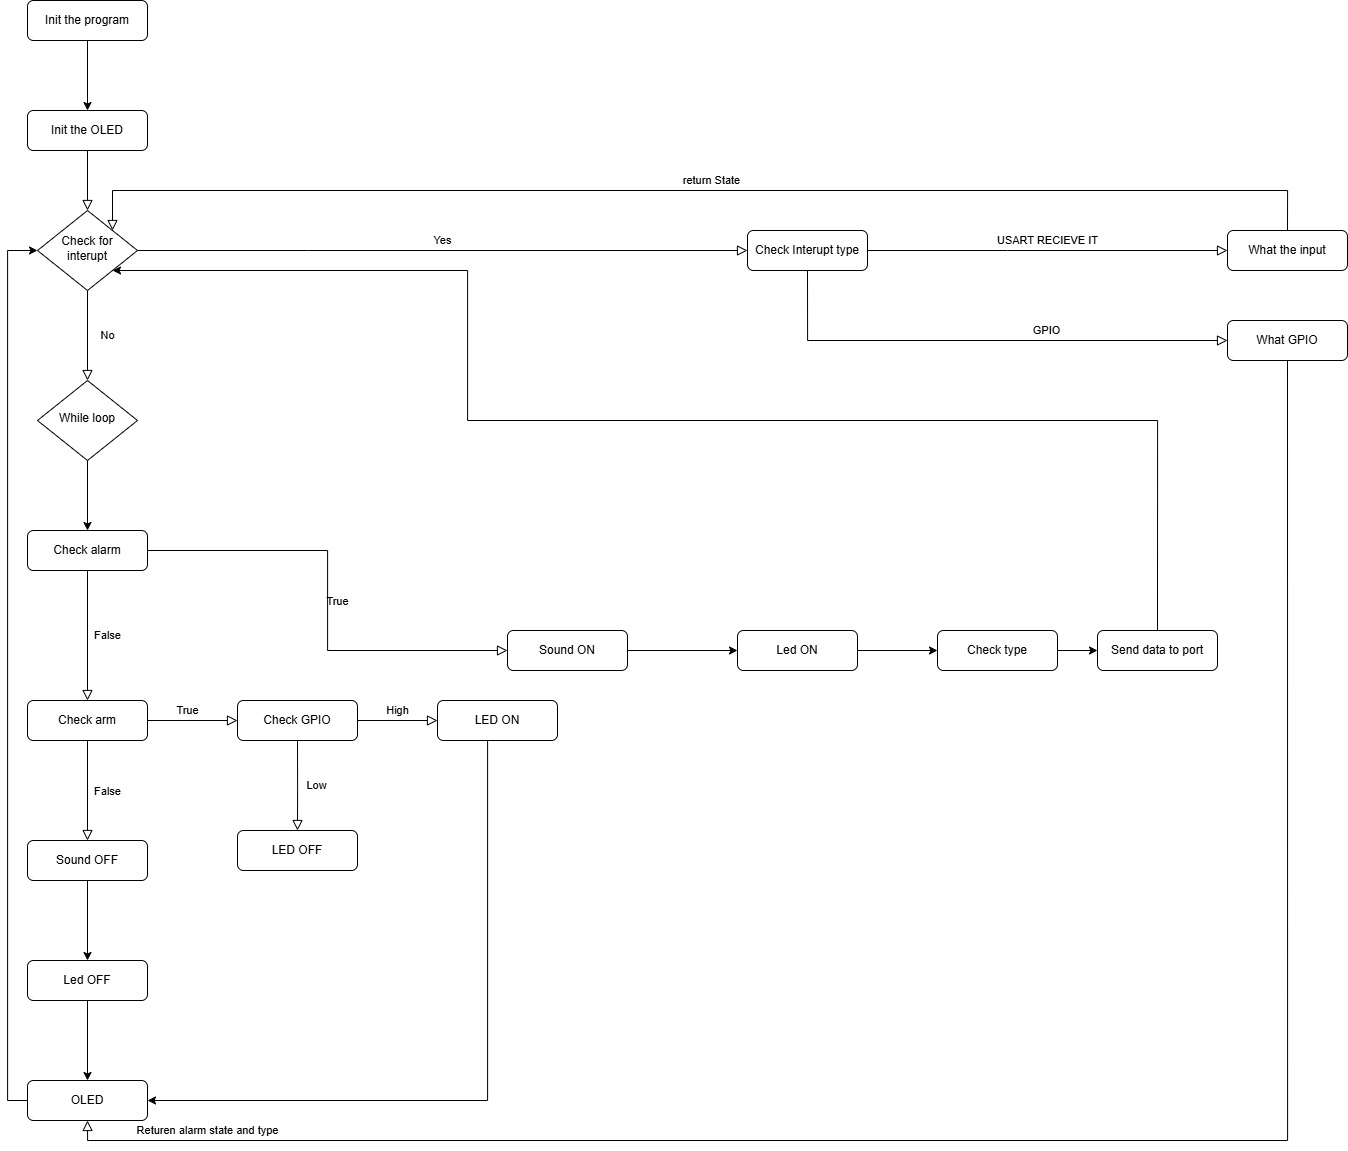 Init the program
Init the OLED
return State
Check for
interupt
Yes
Check Interupt type
USART RECIEVE IT
What the input
No
GPIO
What GPIO
While loop
Check alarm
True
False
Sound ON
Led ON
Check type
Send data to port
Check arm
True
Check GPIO
High
LED ON
False
Low
Sound OFF
LED OFF
Led OFF
OLED
Returen alarm state and type